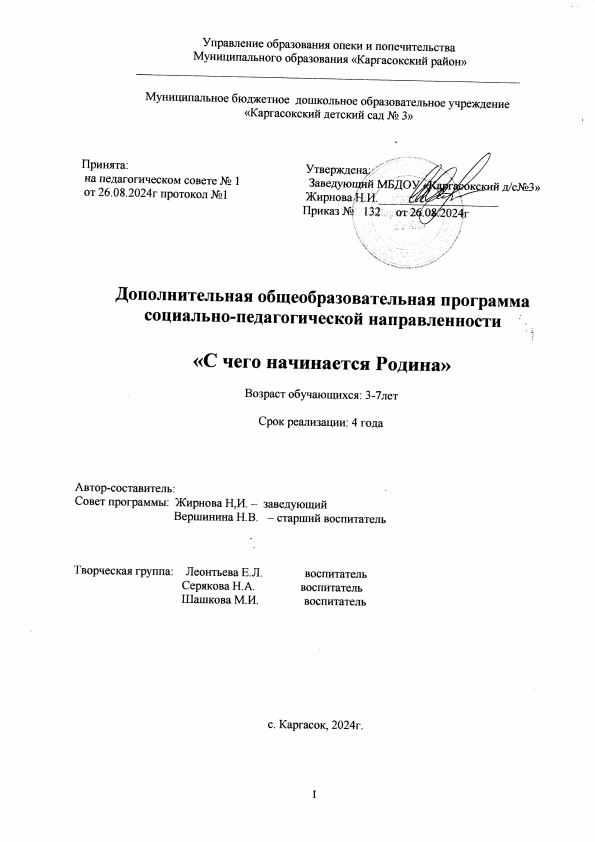 Управление образования опеки и попечительства
Муниципального образования «Каргасокский район»
Муниципальное бюджетное дошкольное образовательное учреждение
«Каргасокский детский сад № 3»
Принята:
на педагогическом совете № 1
от 26.08.2024г протокол №1
Утверждена:
Заведующий МБДОУ «Каргасокский д/с№3»
Жирнова Н.И.
Приказ № 132 от 26.08.2024г
Дополнительная общеобразовательная программа
социально-педагогической направленности
«С чего начинается Родина»
Возраст обучающихся: 3-7лет
Срок реализации: 4 года
Автор-составитель:
Совет программы: Жирнова Н,И. – заведующий
Вершинина Н.В. – старший воспитатель
Творческая группа: Леонтьева Е.Л. воспитатель
Серякова Н.А. воспитатель
Шашкова М.И. воспитатель
с. Каргасок, 2024г.
I